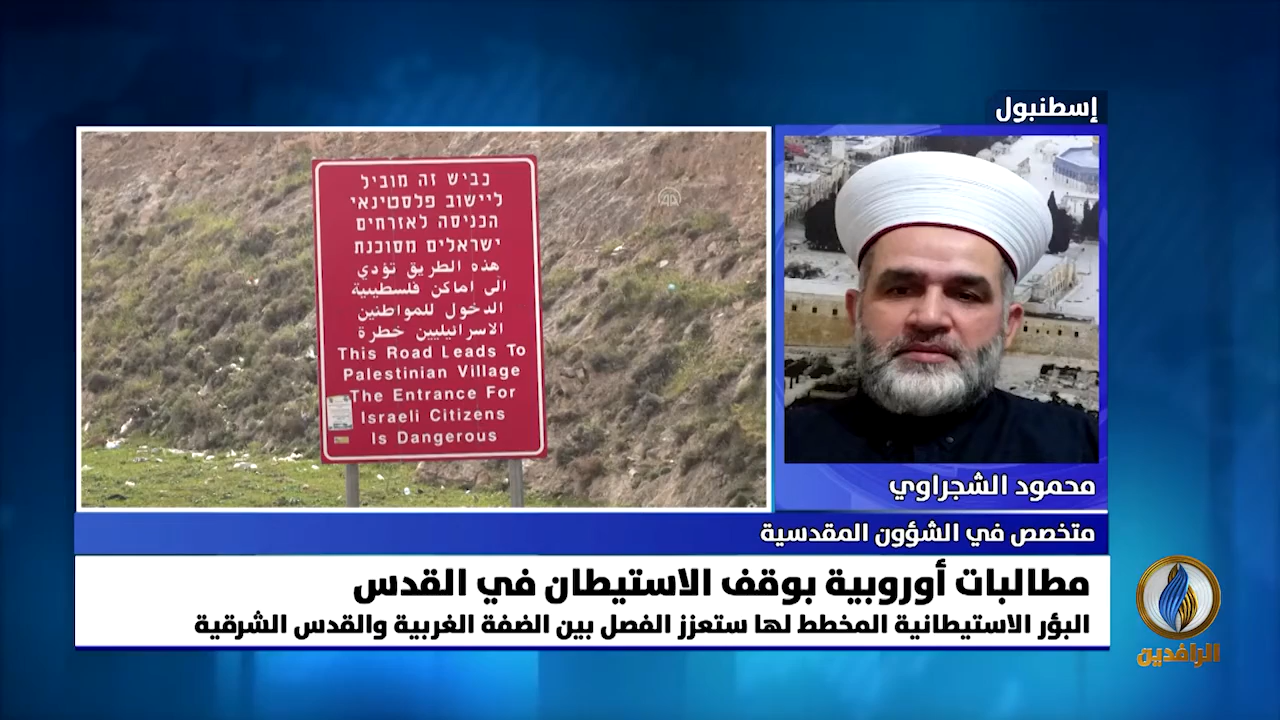 إسطنبول
כביש זה מוביל
ליישוב פלסטינאי
הכניסה לאזרחים
ישראלים מסוכנת
هذه الطريق تؤدي
الى اماكن فلسطينية
الدخول للمواطنين
الاسرائيليين خطرة
This Road Leads To
Palestinian Village
The Entrance For
Israeli Citizens
Is Dangerous
AA
محمود الشجراوي
متخصص في الشؤون المقدسية
مطالبات أوروبية بوقف الاستيطان في القدس
البؤر الاستيطانية المخطط لها ستعزز الفصل بين الضفة الغربية والقدس الشرقية
الرافدين